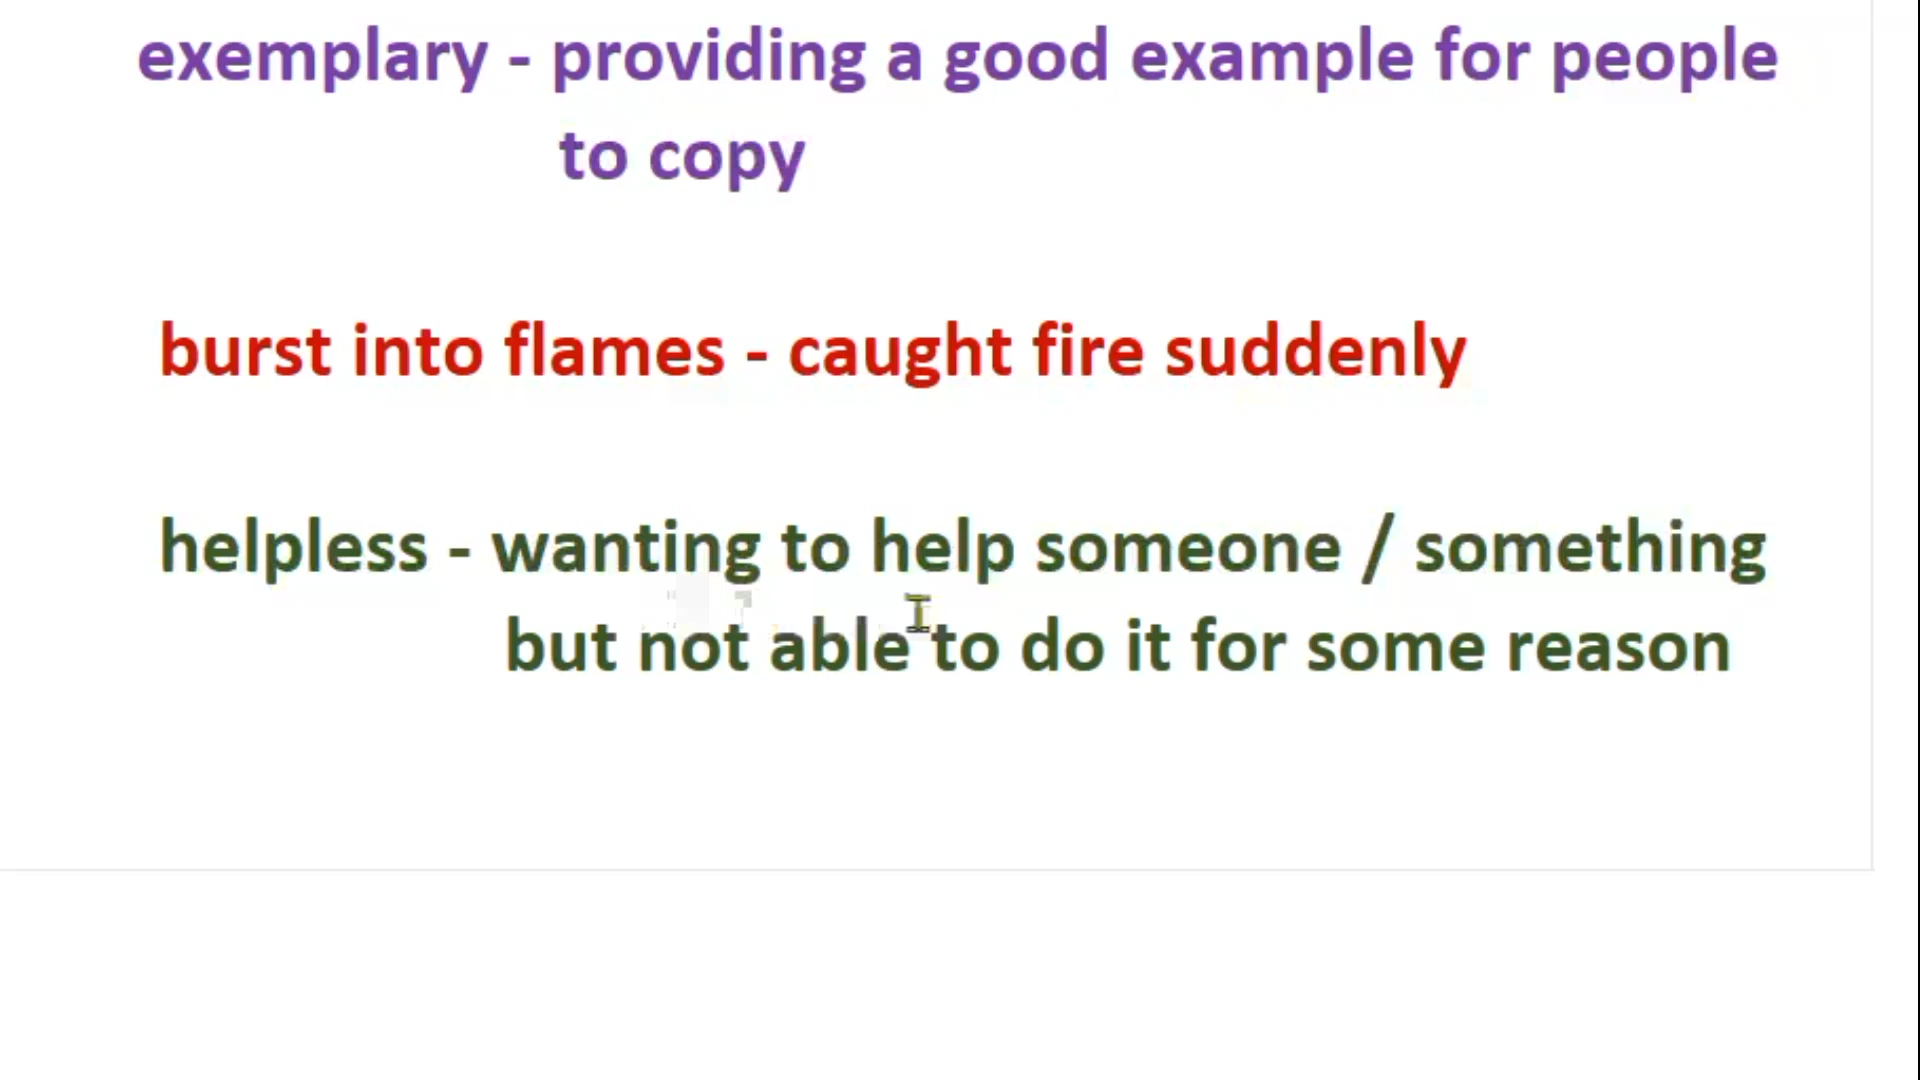 exemplary - providing a good example for people
to copy
burst into flames - caught fire suddenly
helpless - wanting to help someone / something
but not able to do it for some reason